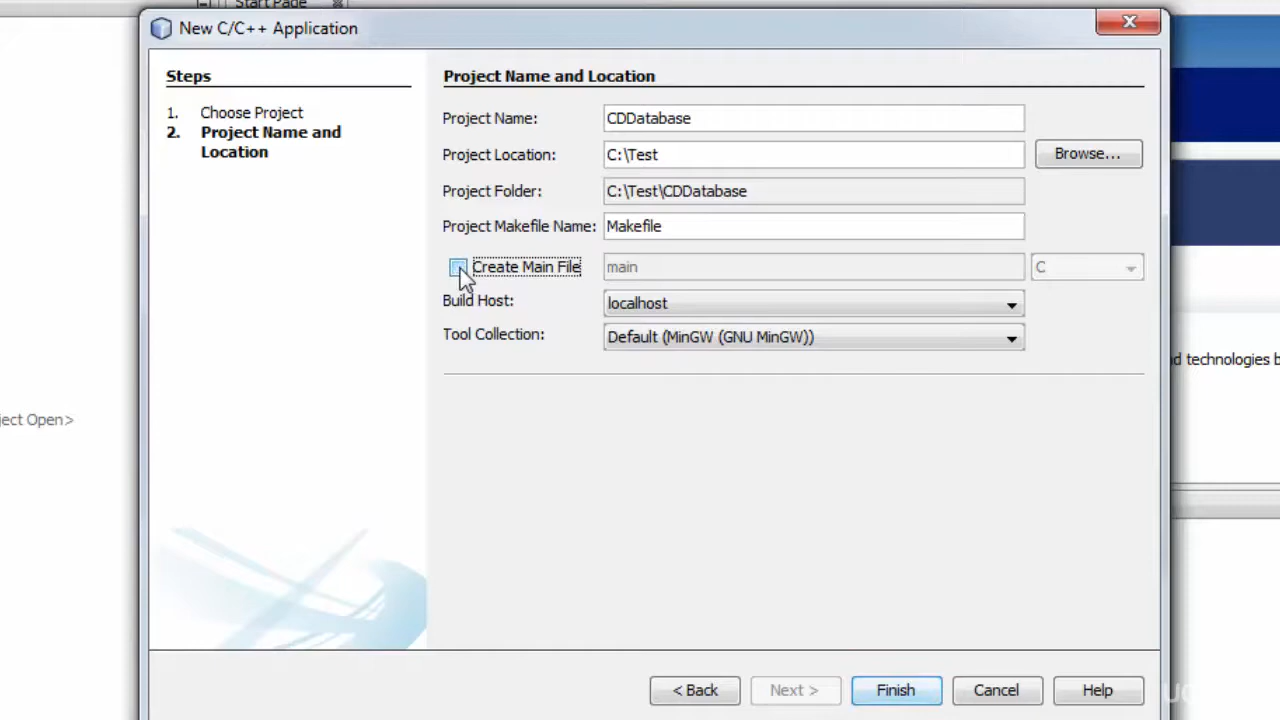 Start Page
New C/C++ Application
Steps
1. Choose Project
2. Project Name and
Location
Project Name and Location
Project Name: CDDatabase
Project Location: C:\Test Browse...
Project Folder: C:\Test\CDDatabase
Project Makefile Name: Makefile
Create Main File main C
Build Host: localhost
Tool Collection: Default (MinGW (GNU MinGW))
technologies
Open>
< Back Next > Finish Cancel Help